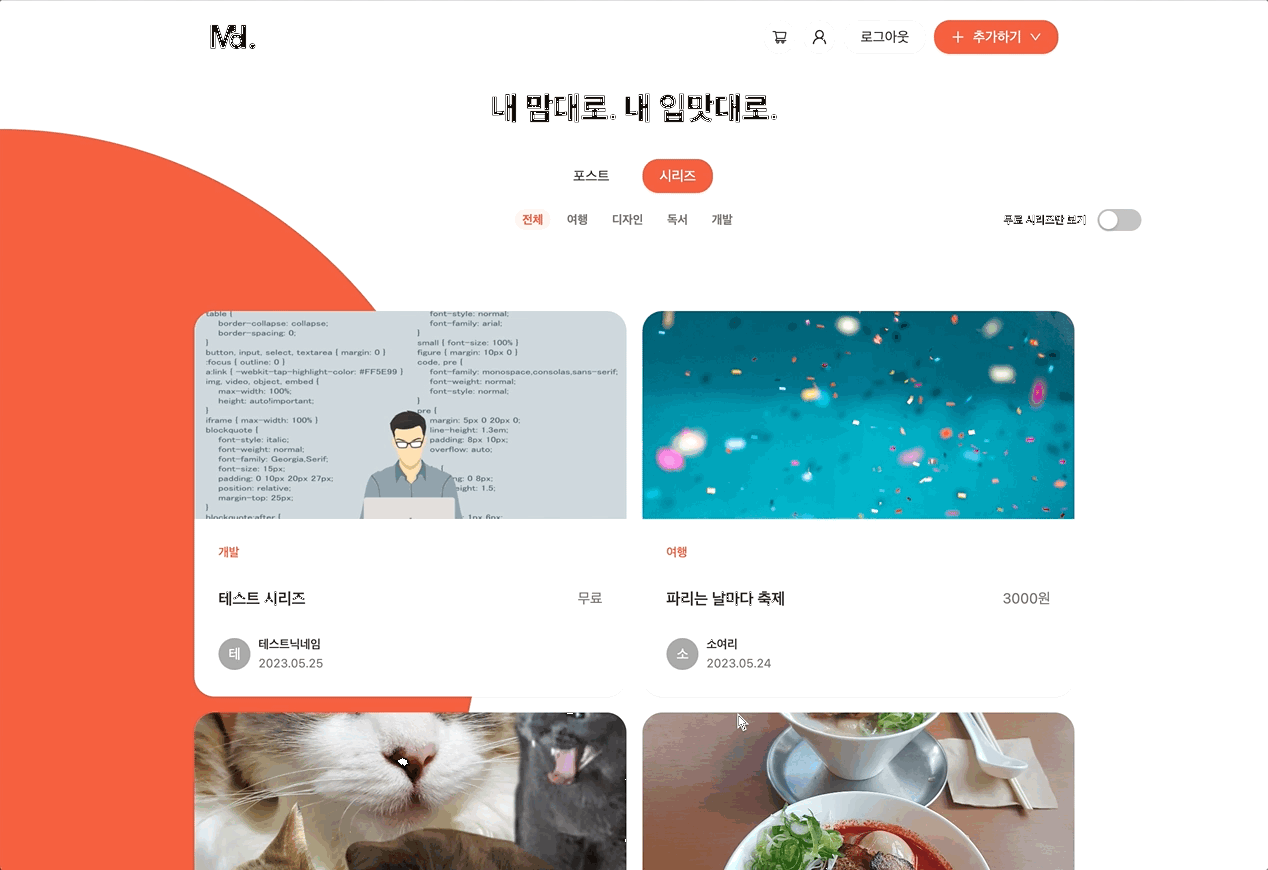 Md.
로그아웃
+ 추가하기
내 맘대로. 내 입맛대로.
포스트
시리즈
전체
여행
디자인
독서
개발
무료 시리즈만 보기
table {
border-collapse: collapse;
border-spacing: 0;
}
button, input, select, textarea { margin: 0 }
:focus { outline: 0 }
a:link { -webkit-tap-highlight-color: #FF5E99 }
img, video, object, embed {
max-width: 100%;
height: auto!important;
}
iframe { max-width: 100% }
blockquote {
font-style: italic;
font-weight: normal;
font-family: Georgia,Serif;
font-size: 15px;
padding: 0 10px 20px 27px;
position: relative;
margin-top: 25px;
}
blockquote:after {
font-style: normal;
font-family: arial;
}
small { font-size: 100% }
figure { margin: 10px 0 }
code, pre {
font-family: monospace,consolas,sans-serif;
font-weight: normal;
font-style: normal;
}
pre {
margin: 5px 0 20px 0;
line-height: 1.3em;
padding: 8px 10px;
overflow: auto;
}
{
ng: 0 8px;
eight: 1.5;
1px 6px;
개발
테스트 시리즈
무료
테
테스트닉네임
2023.05.25
여행
파리는 날마다 축제
3000원
소
소여리
2023.05.24